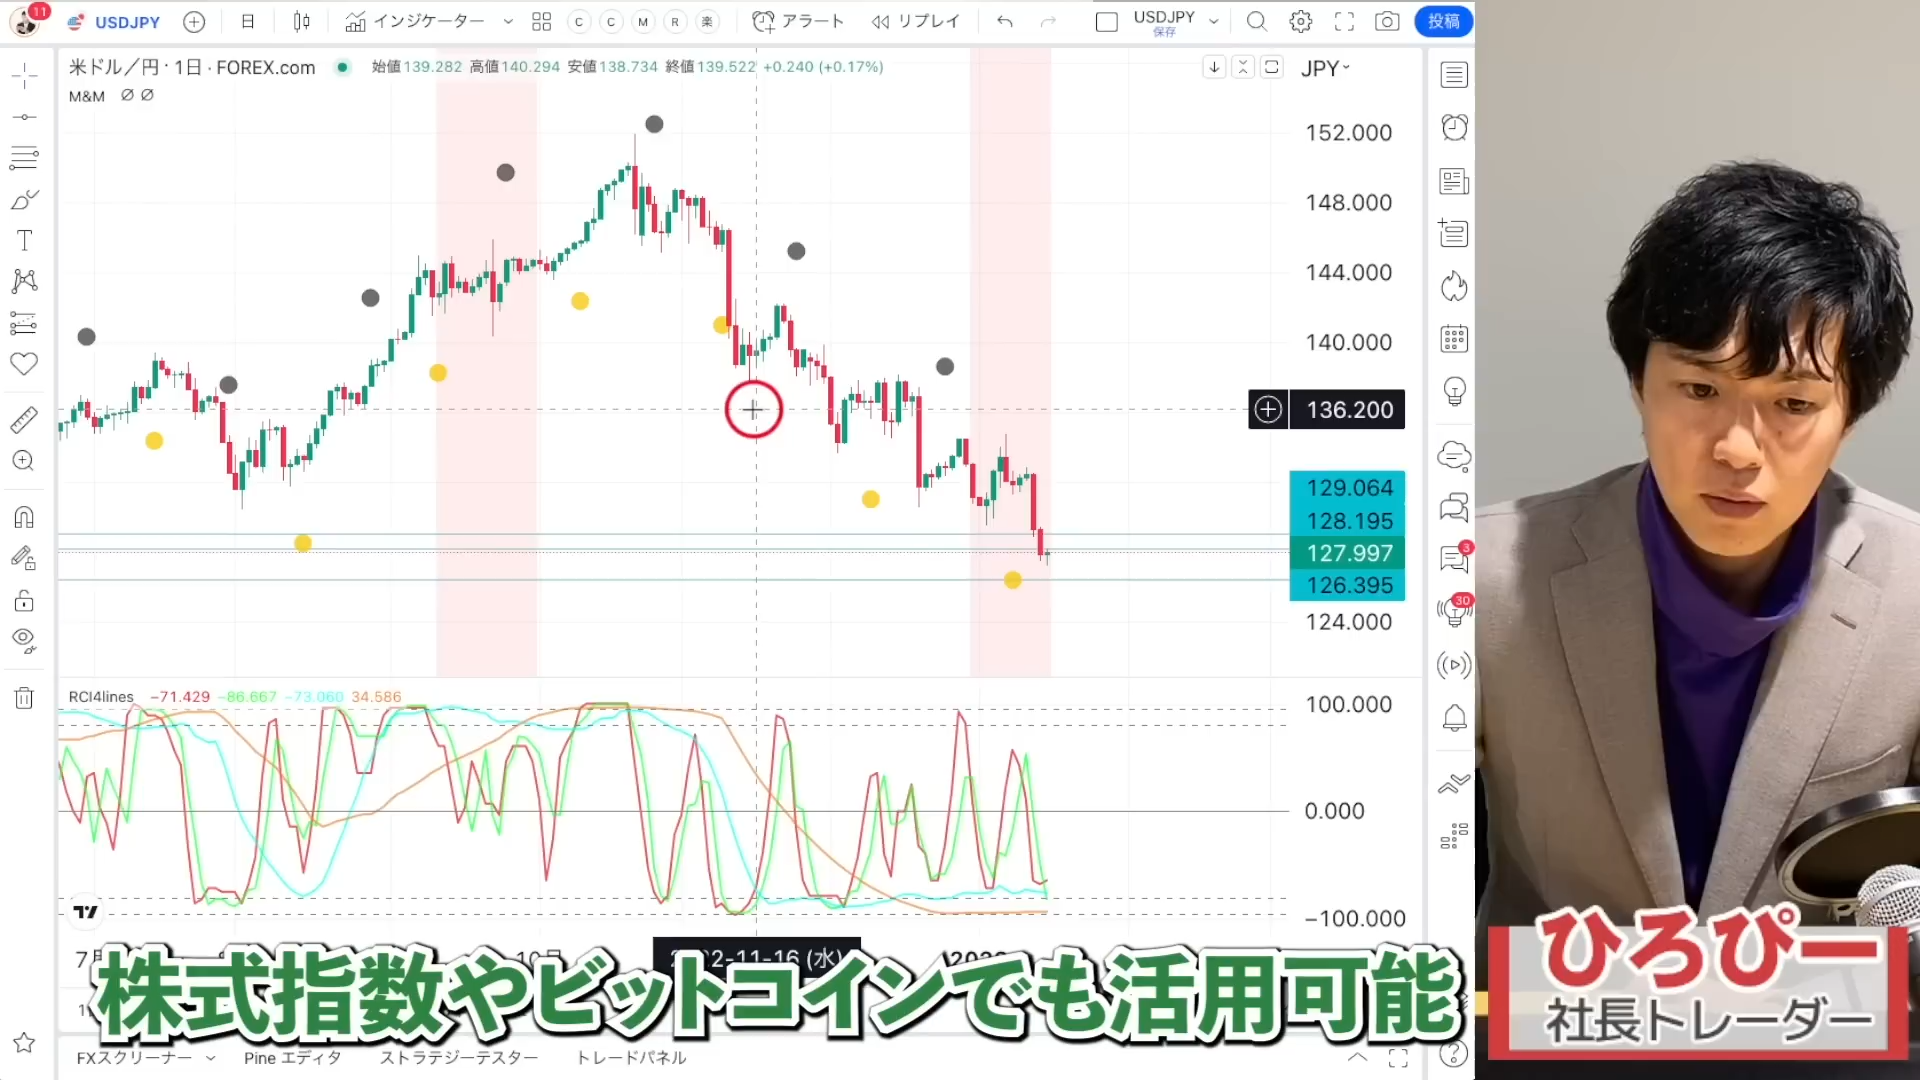 11
USDJPY
日
インジケーター
C
C
M
R
楽
アラート
リプレイ
USDJPY
保存
投稿
米ドル／円・1日・FOREX.com
始値139.282 高値140.294 安値138.734 終値139.522 +0.240 (+0.17%)
JPY
M&M
152.000
148.000
144.000
140.000
136.200
129.064
128.195
127.997
126.395
124.000
3
30
RCI4lines −71.429 −86.667 −73.060 34.586
100.000
0.000
−100.000
株式指数やビットコインでも活用可能
ひろぴー
社長トレーダー
FXスクリーナー
Pine エディタ
ストラテジーテスター
トレードパネル